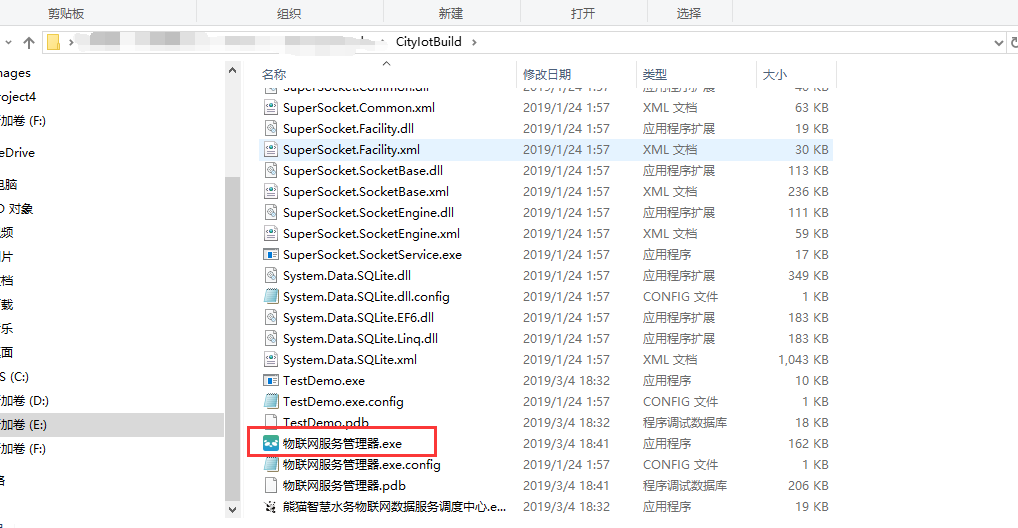 剪贴板 组织 新建 打开 选择
CityIotBuild
名称 修改日期 类型 大小
SuperSocket.Common.dll 2019/1/24 1:57 应用程序扩展 40 KB
SuperSocket.Common.xml 2019/1/24 1:57 XML 文档 63 KB
SuperSocket.Facility.dll 2019/1/24 1:57 应用程序扩展 19 KB
SuperSocket.Facility.xml 2019/1/24 1:57 XML 文档 30 KB
SuperSocket.SocketBase.dll 2019/1/24 1:57 应用程序扩展 113 KB
SuperSocket.SocketBase.xml 2019/1/24 1:57 XML 文档 236 KB
SuperSocket.SocketEngine.dll 2019/1/24 1:57 应用程序扩展 111 KB
SuperSocket.SocketEngine.xml 2019/1/24 1:57 XML 文档 59 KB
SuperSocket.SocketService.exe 2019/1/24 1:57 应用程序 17 KB
System.Data.SQLite.dll 2019/1/24 1:57 应用程序扩展 349 KB
System.Data.SQLite.dll.config 2019/1/24 1:57 CONFIG 文件 1 KB
System.Data.SQLite.EF6.dll 2019/1/24 1:57 应用程序扩展 183 KB
System.Data.SQLite.Linq.dll 2019/1/24 1:57 应用程序扩展 183 KB
System.Data.SQLite.xml 2019/1/24 1:57 XML 文档 1,043 KB
TestDemo.exe 2019/3/4 18:32 应用程序 10 KB
TestDemo.exe.config 2019/1/24 1:57 CONFIG 文件 1 KB
TestDemo.pdb 2019/3/4 18:32 程序调试数据库 18 KB
物联网服务管理器.exe 2019/3/4 18:41 应用程序 162 KB
物联网服务管理器.exe.config 2019/1/24 1:57 CONFIG 文件 1 KB
物联网服务管理器.pdb 2019/3/4 18:41 程序调试数据库 206 KB
熊猫智慧水务物联网数据服务调度中心.e... 2019/3/4 18:32 应用程序 19 KB
nages
roject4
加卷 (F:)
eDrive
电脑
D 对象
频
片
文档
下载
音乐
桌面
S (C:)
加卷 (D:)
加卷 (E:)
加卷 (F:)
络